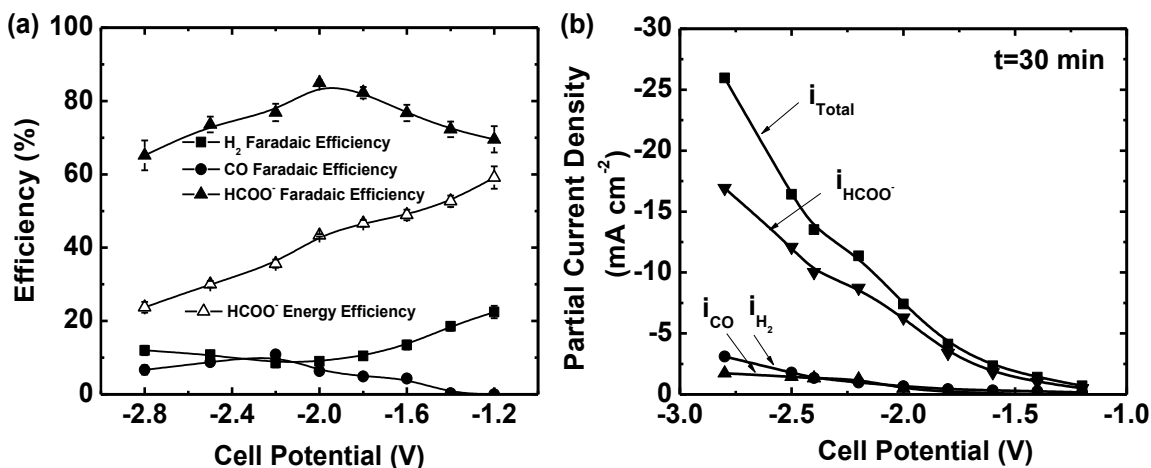 (a)
100
80
60
40
20
0
Efficiency (%)
H2 Faradaic Efficiency
CO Faradaic Efficiency
HCOO- Faradaic Efficiency
HCOO- Energy Efficiency
-2.8 -2.4 -2.0 -1.6 -1.2
Cell Potential (V)
(b)
t=30 min
-30
-25
-20
-15
-10
-5
0
Partial Current Density
(mA cm-2)
iTotal
iHCOO-
iCO iH2
-3.0 -2.5 -2.0 -1.5 -1.0
Cell Potential (V)